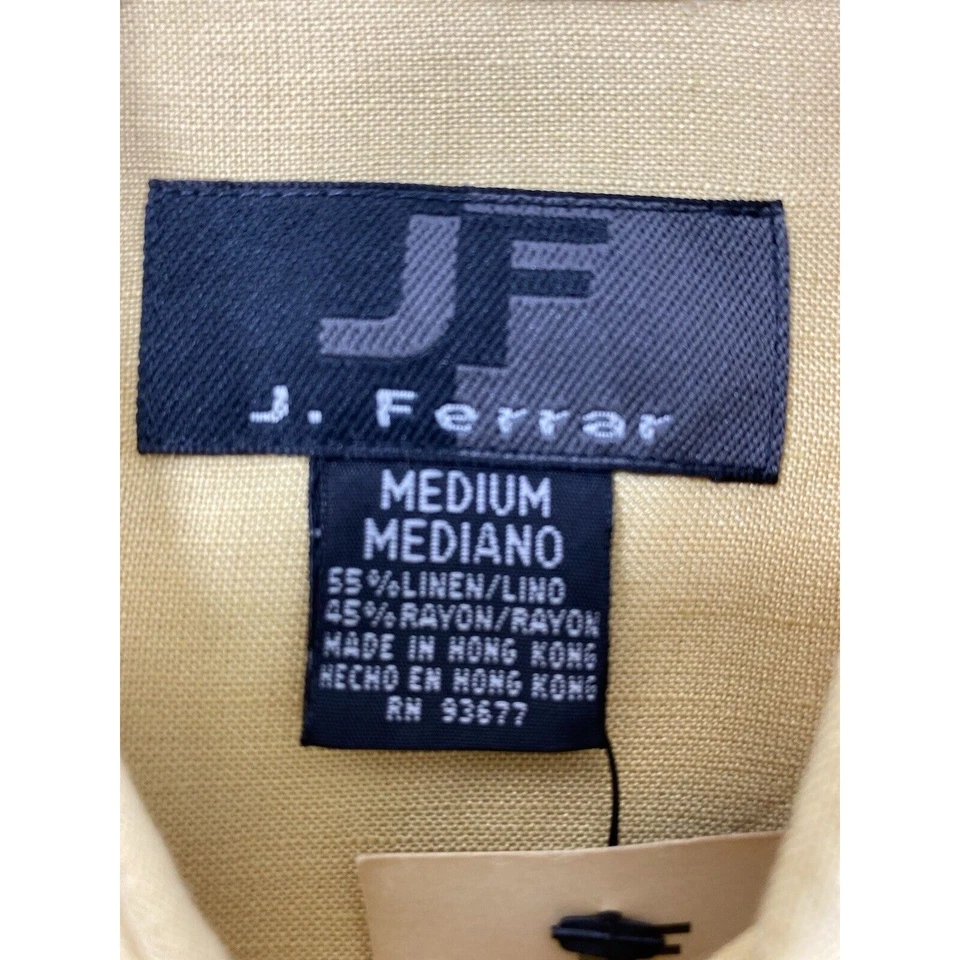 JF
J. Ferrar
MEDIUM
MEDIANO
55%LINEN/LINO
45%RAYON/RAYON
MADE IN HONG KONG
HECHO EN HONG KONG
RN 93677